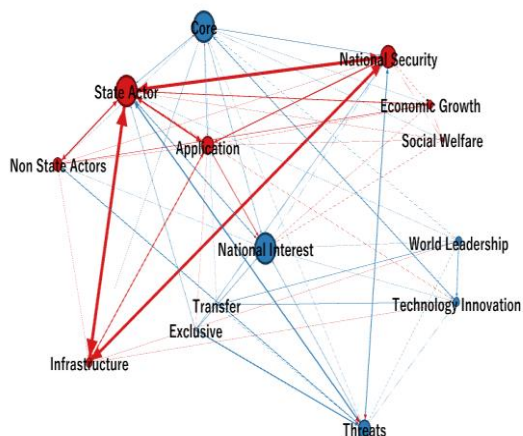 Core
National Security
State Actor
Economic Growth
Social Welfare
Application
Non State Actors
National Interest
World Leadership
Transfer
Technology Innovation
Exclusive
Infrastructure
Threats